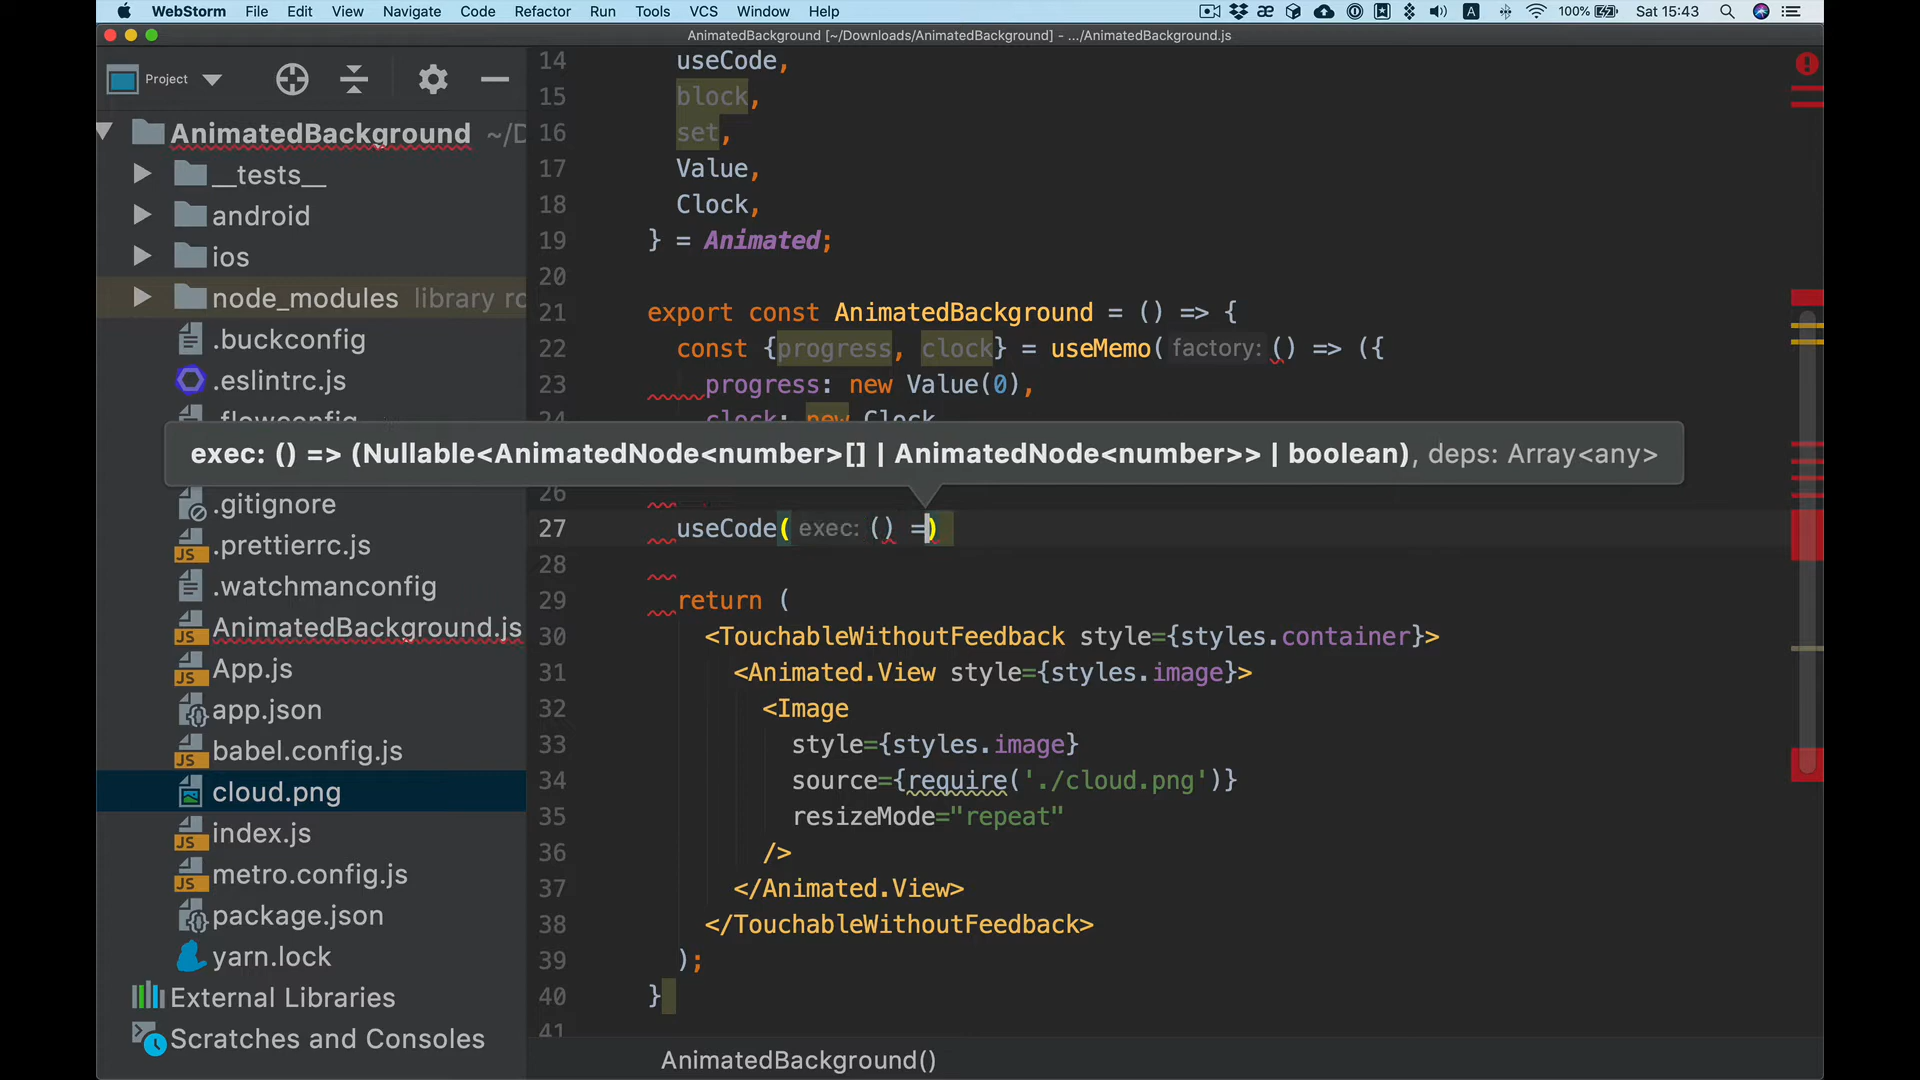 WebStorm File Edit View Navigate Code Refactor Run Tools VCS Window Help 100% Sat 15:43
AnimatedBackground [~/Downloads/AnimatedBackground] - .../AnimatedBackground.js
Project
AnimatedBackground ~/D
__tests__
android
ios
node_modules library ro
.buckconfig
.eslintrc.js
.flowconfig
.gitignore
.prettierrc.js
.watchmanconfig
AnimatedBackground.js
App.js
app.json
babel.config.js
cloud.png
index.js
metro.config.js
package.json
yarn.lock
External Libraries
Scratches and Consoles
14 useCode,
15 block,
16 set,
17 Value,
18 Clock,
19 } = Animated;
20
21 export const AnimatedBackground = () => {
22 const {progress, clock} = useMemo( factory: () => ({
23 progress: new Value(0),
24 clock: new Clock
exec: () => (Nullable<AnimatedNode<number>[] | AnimatedNode<number>> | boolean), deps: Array<any>
26
27 useCode( exec: () =)
28
29 return (
30 <TouchableWithoutFeedback style={styles.container}>
31 <Animated.View style={styles.image}>
32 <Image
33 style={styles.image}
34 source={require('./cloud.png')}
35 resizeMode="repeat"
36 />
37 </Animated.View>
38 </TouchableWithoutFeedback>
39 );
40 }
41
AnimatedBackground()